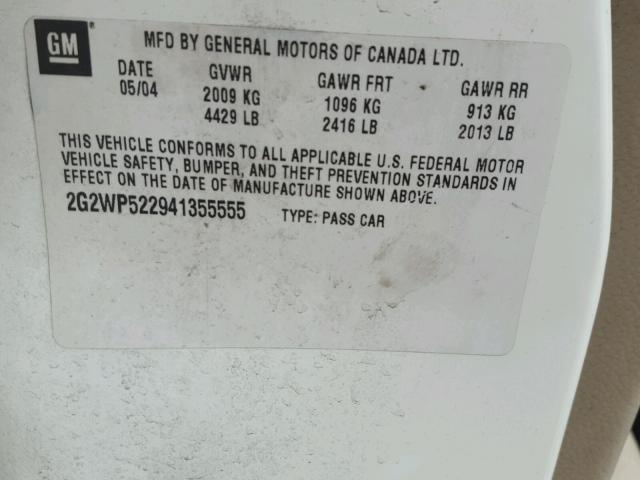 GM
MFD BY GENERAL MOTORS OF CANADA LTD.
DATE GVWR GAWR FRT GAWR RR
05/04 2009 KG 1096 KG 913 KG
4429 LB 2416 LB 2013 LB
THIS VEHICLE CONFORMS TO ALL APPLICABLE U.S. FEDERAL MOTOR
VEHICLE SAFETY, BUMPER, AND THEFT PREVENTION STANDARDS IN
EFFECT ON THE DATE OF MANUFACTURE SHOWN ABOVE.
2G2WP522941355555 TYPE: PASS CAR